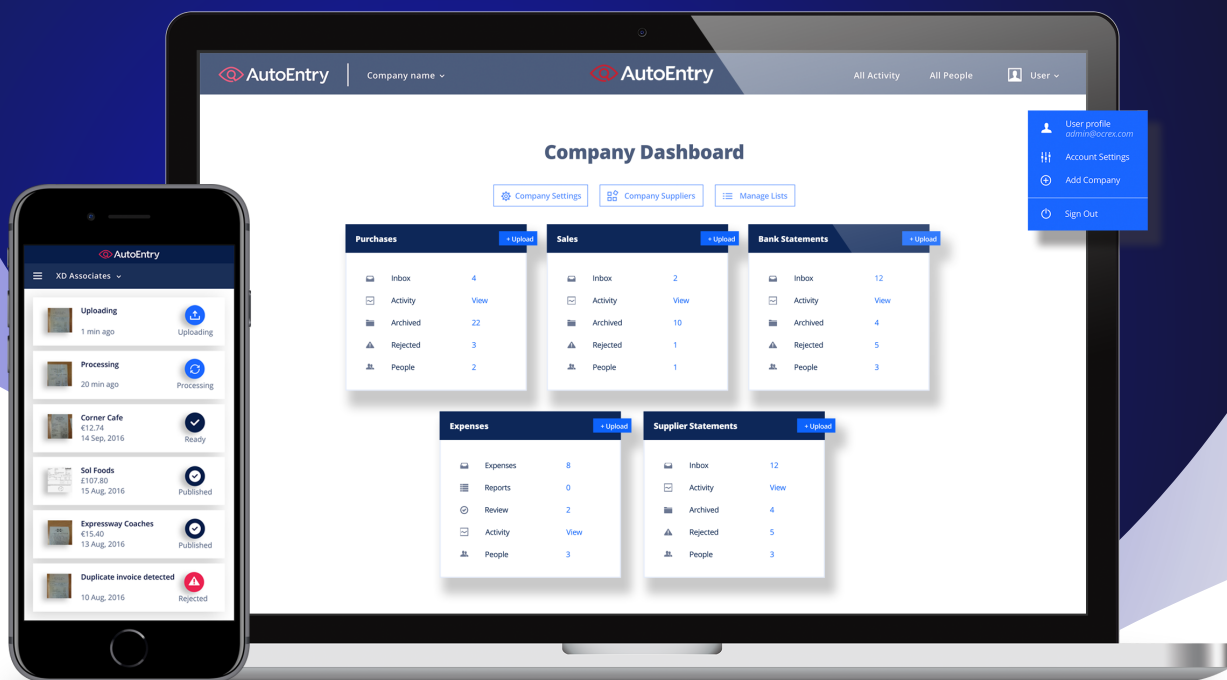 AutoEntry
Company name
AutoEntry
All Activity
All People
User
User profile
admin@ocrex.com
Account Settings
Add Company
Sign Out
Company Dashboard
Company Settings
Company Suppliers
Manage Lists
Purchases
+ Upload
Inbox 4
Activity View
Archived 22
Rejected 3
People 2
Sales
+ Upload
Inbox 2
Activity View
Archived 10
Rejected 1
People 1
Bank Statements
+ Upload
Inbox 12
Activity View
Archived 4
Rejected 5
People 3
Expenses
+ Upload
Expenses 8
Reports 0
Review 2
Activity View
People 3
Supplier Statements
+ Upload
Inbox 12
Activity View
Archived 4
Rejected 5
People 3
AutoEntry
XD Associates
Uploading
1 min ago
Uploading
Processing
20 min ago
Processing
Corner Cafe
€12.74
14 Sep, 2016
Ready
Sol Foods
£107.80
15 Aug, 2016
Published
Expressway Coaches
€15.40
13 Aug, 2016
Published
Duplicate invoice detected
10 Aug, 2016
Rejected